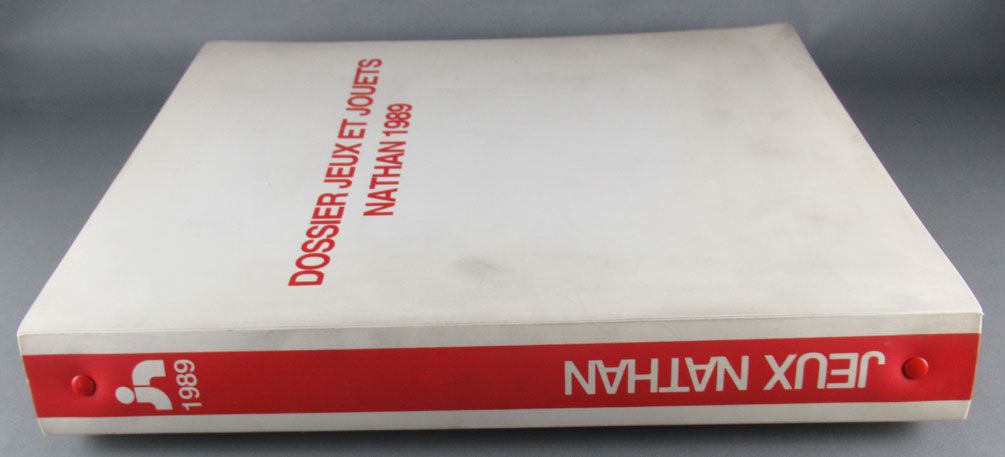 DOSSIER JEUX ET JOUETS
NATHAN 1989
JEUX NATHAN
1989